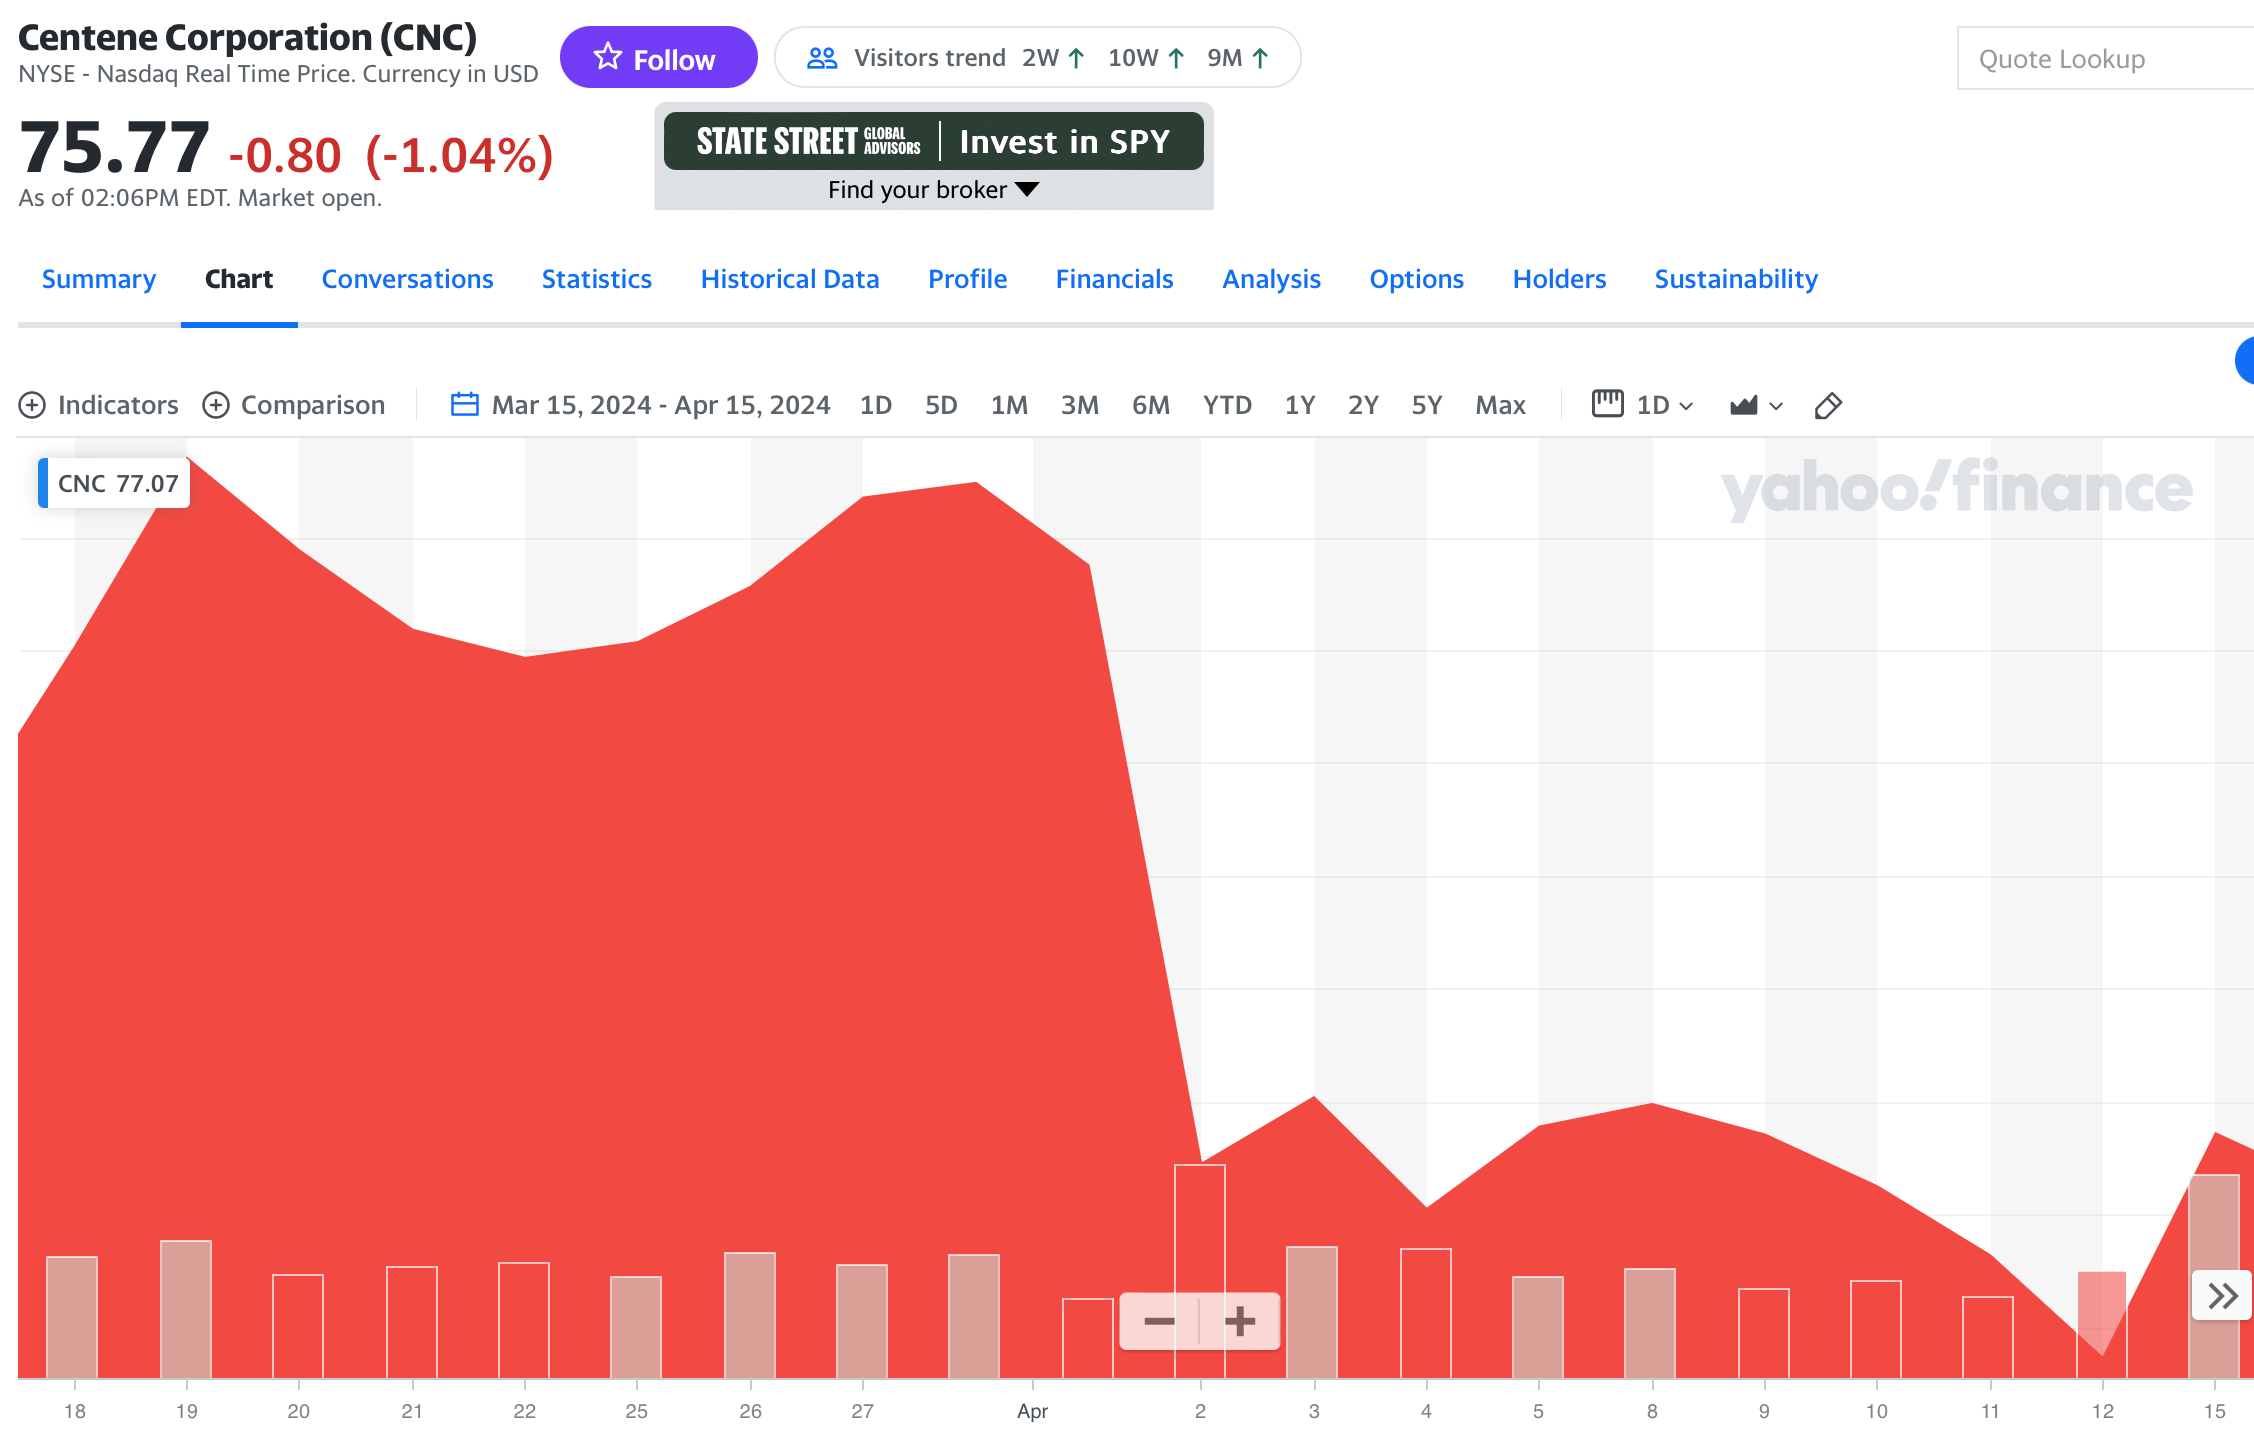 Centene Corporation (CNC)
NYSE - Nasdaq Real Time Price. Currency in USD
Follow
Visitors trend 2W 10W 9M
Quote Lookup
75.77 -0.80 (-1.04%)
As of 02:06PM EDT. Market open.
STATE STREET GLOBAL ADVISORS Invest in SPY
Find your broker
Summary Chart Conversations Statistics Historical Data Profile Financials Analysis Options Holders Sustainability
Indicators Comparison Mar 15, 2024 - Apr 15, 2024 1D 5D 1M 3M 6M YTD 1Y 2Y 5Y Max 1D
CNC 77.07
yahoo!finance
18 19 20 21 22 25 26 27 Apr 2 3 4 5 8 9 10 11 12 15